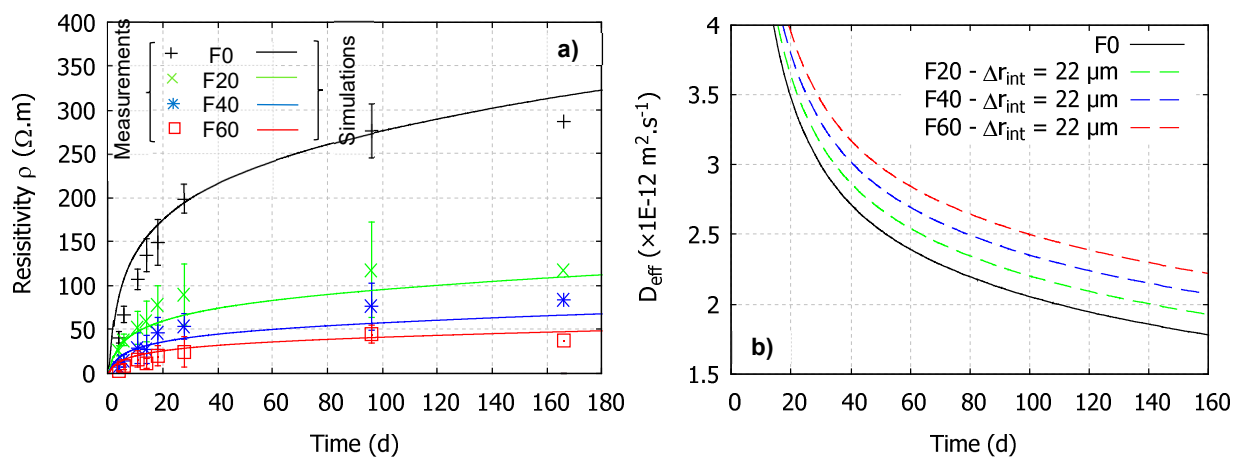 400
350
300
250
200
150
100
50
0
Resisitivity ρ (Ω.m)
Measurements
F0
F20
F40
F60
Simulations
a)
0 20 40 60 80 100 120 140 160 180
Time (d)
4
3.5
3
2.5
2
1.5
D_eff (×1E-12 m².s⁻¹)
F0
F20 - Δr_int = 22 µm
F40 - Δr_int = 22 µm
F60 - Δr_int = 22 µm
b)
0 20 40 60 80 100 120 140 160
Time (d)